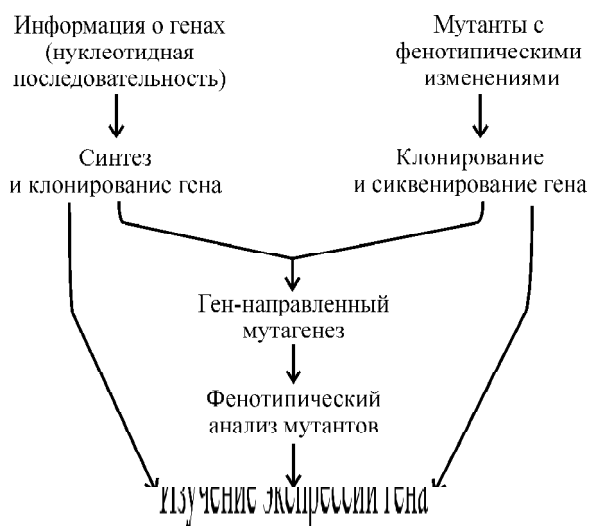 Информация о генах
(нуклеотидная
последовательность)
Мутанты с
фенотипическими
изменениями
Синтез
и клонирование гена
Клонирование
и сиквенирование гена
Ген-направленный
мутагенез
Фенотипический
анализ мутантов
Изучение экспрессии гена